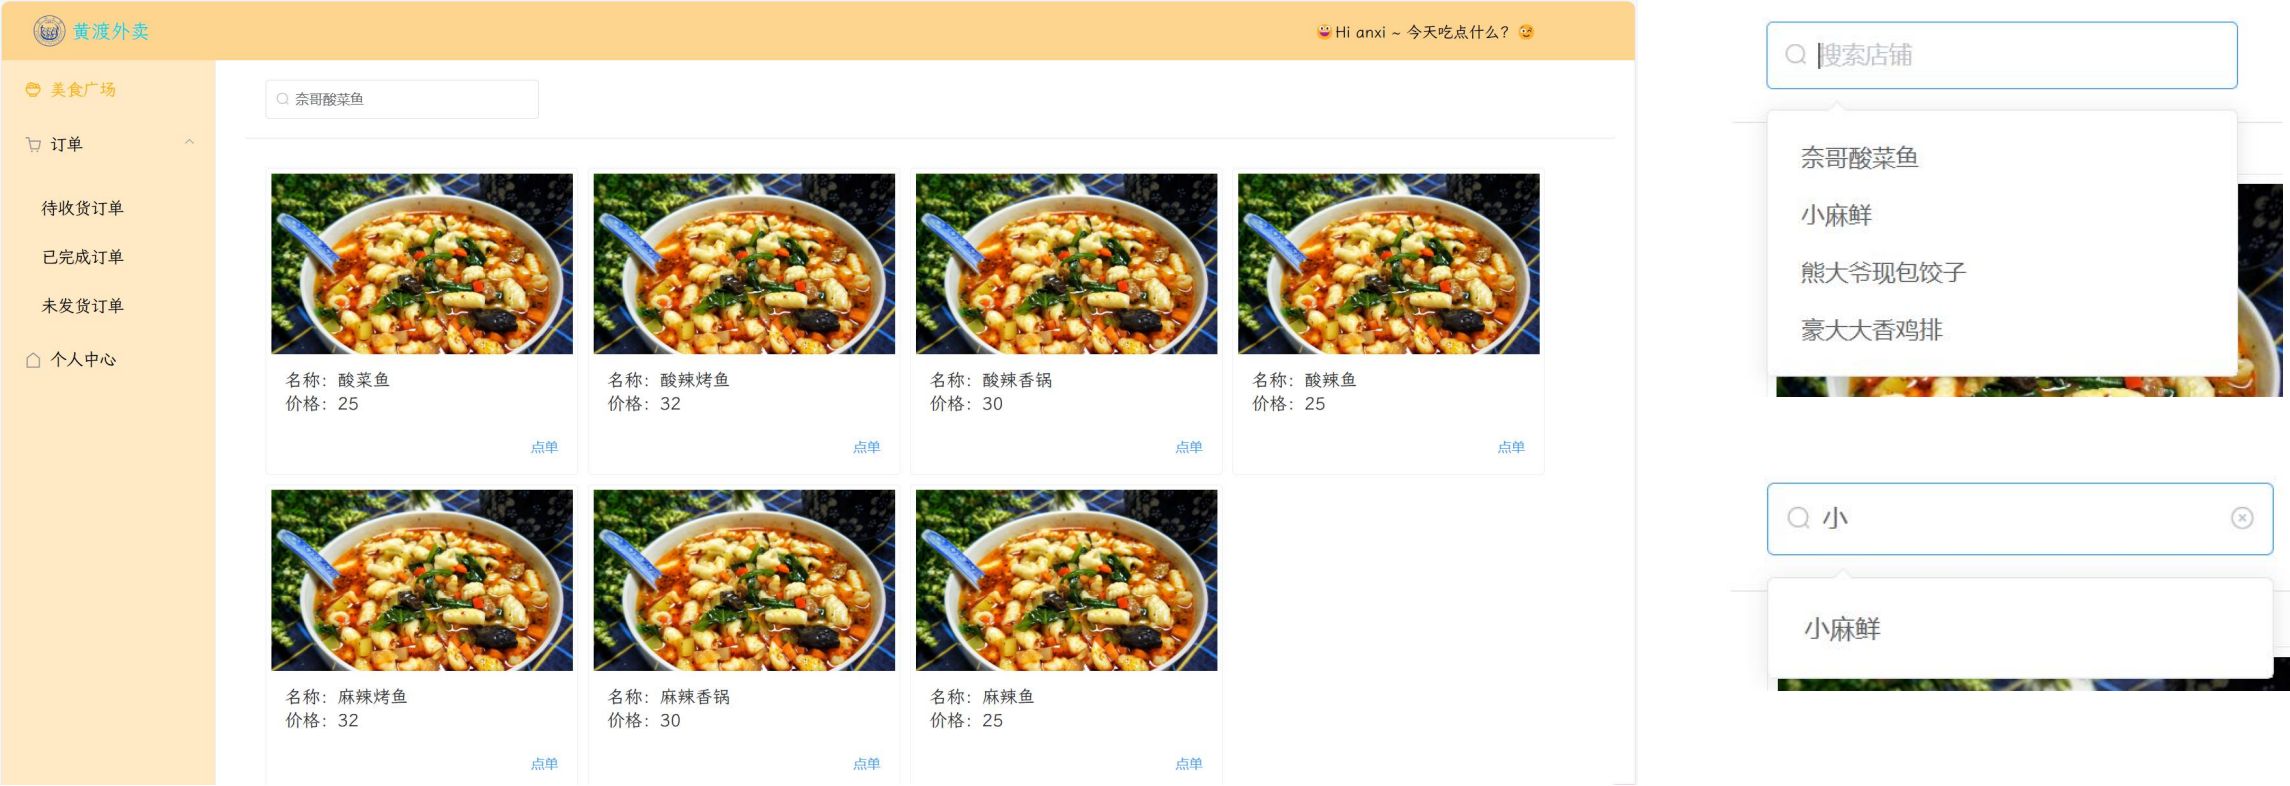 黄渡外卖
😀Hi anxi ~ 今天吃点什么？😉
美食广场
订单
待收货订单
已完成订单
未发货订单
个人中心
奈哥酸菜鱼
名称：酸菜鱼
价格：25
点单
名称：酸辣烤鱼
价格：32
点单
名称：酸辣香锅
价格：30
点单
名称：酸辣鱼
价格：25
点单
名称：麻辣烤鱼
价格：32
点单
名称：麻辣香锅
价格：30
点单
名称：麻辣鱼
价格：25
点单
搜索店铺
奈哥酸菜鱼
小麻鲜
熊大爷现包饺子
豪大大香鸡排
小
小麻鲜